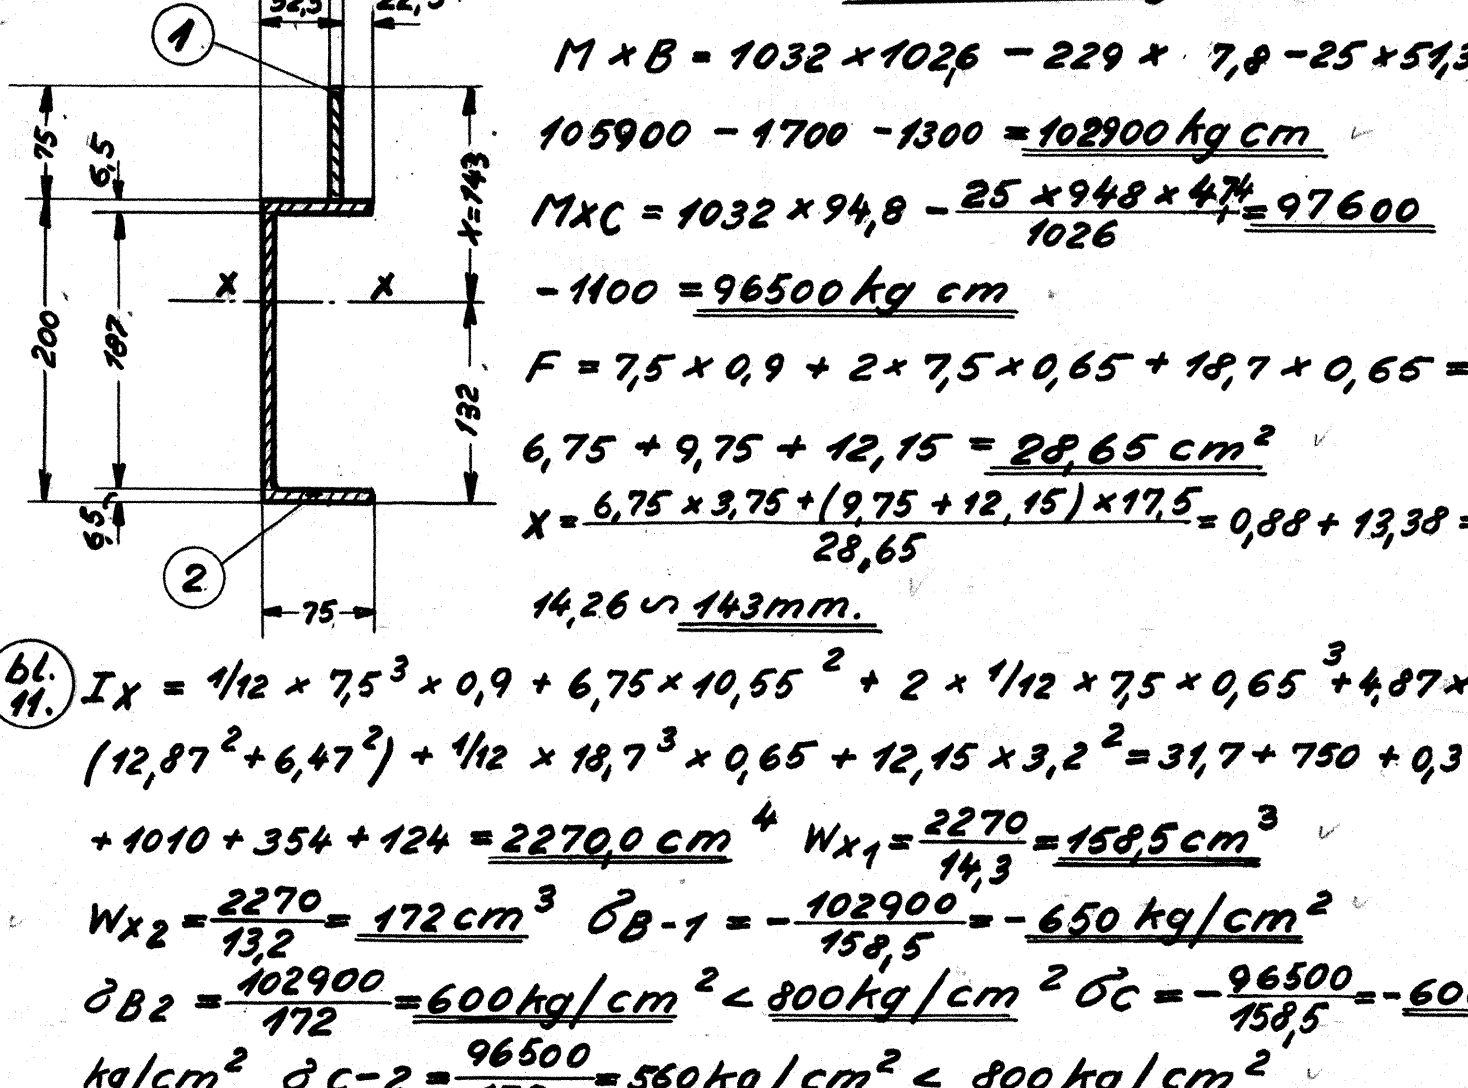 52,5 22,5
1
M x B = 1032 x 1026 - 229 x 7,8 - 25 x 51,3
105900 - 1700 - 1300 = 102900 kg cm
75
6,5
X=143
MxC = 1032 x 94,8 - 25 x 948 x 474 / 1026 = 97600
- 1100 = 96500 kg cm
X X
200
187
132
F = 7,5 x 0,9 + 2 x 7,5 x 0,65 + 18,7 x 0,65 =
6,75 + 9,75 + 12,15 = 28,65 cm²
6,5
X = 6,75 x 3,75 + (9,75 + 12,15) x 17,5 / 28,65 = 0,88 + 13,38 =
2
75
14,26 ∽ 143 mm.
bl. 11.
Ix = 1/12 x 7,5³ x 0,9 + 6,75 x 10,55² + 2 x 1/12 x 7,5 x 0,65³ + 4,87 x
(12,87² + 6,47²) + 1/12 x 18,7³ x 0,65 + 12,15 x 3,2² = 31,7 + 750 + 0,3
+ 1010 + 354 + 124 = 2270,0 cm⁴ Wx1 = 2270 / 14,3 = 158,5 cm³
Wx2 = 2270 / 13,2 = 172 cm³ σB-1 = - 102900 / 158,5 = - 650 kg/cm²
σB2 = 102900 / 172 = 600 kg/cm² < 800 kg/cm² σC = - 96500 / 158,5 = - 60
kg/cm² σC-2 = 96500 / = 560 kg/cm² < 800 kg/cm²